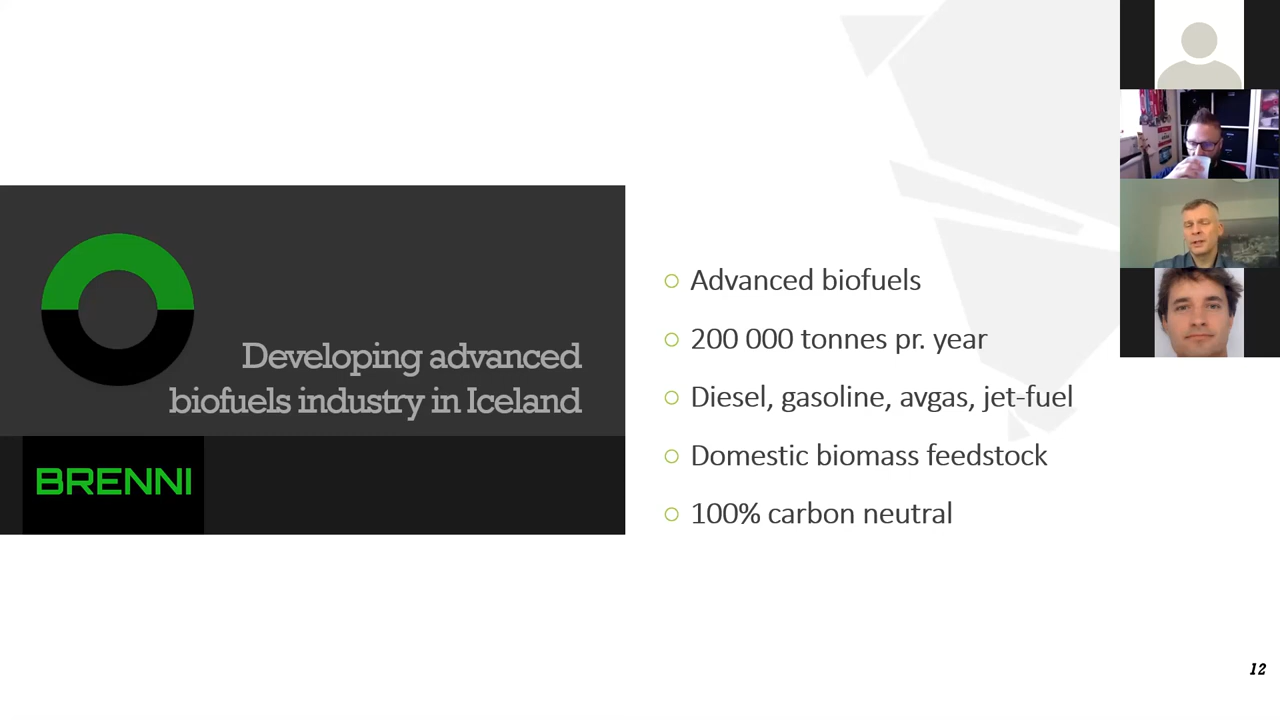 Developing advanced
biofuels industry in Iceland
BRENNI
Advanced biofuels
200 000 tonnes pr. year
Diesel, gasoline, avgas, jet-fuel
Domestic biomass feedstock
100% carbon neutral
12